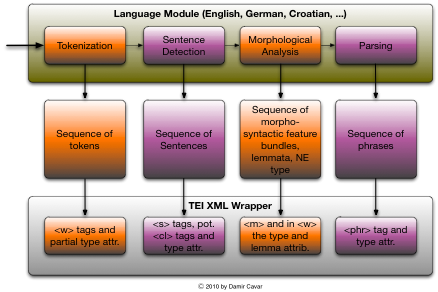 Language Module (English, German, Croatian, ...)
Tokenization
Sentence
Detection
Morphological
Analysis
Parsing
Sequence of
tokens
Sequence of
Sentences
Sequence of
morpho-
syntactic feature
bundles,
lemmata, NE
type
Sequence of
phrases
TEI XML Wrapper
<w> tags and
partial type attr.
<s> tags, pot.
<cl> tags and
type attr.
<m> and in <w>
the type and
lemma attrib.
<phr> tag and
type attr.
© 2010 by Damir Cavar